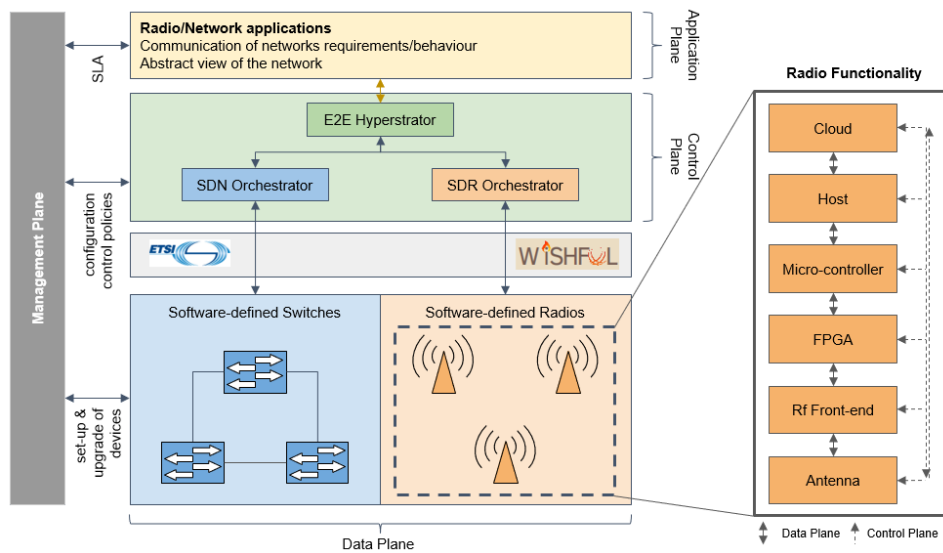 Management Plane
SLA
configuration
control policies
set-up &
upgrade of
devices
Radio/Network applications
Communication of networks requirements/behaviour
Abstract view of the network
Application
Plane
E2E Hyperstrator
SDN Orchestrator
SDR Orchestrator
Control
Plane
ETSI
WiSHFUL
Software-defined Switches
Software-defined Radios
Data Plane
Radio Functionality
Cloud
Host
Micro-controller
FPGA
Rf Front-end
Antenna
Data Plane
Control Plane